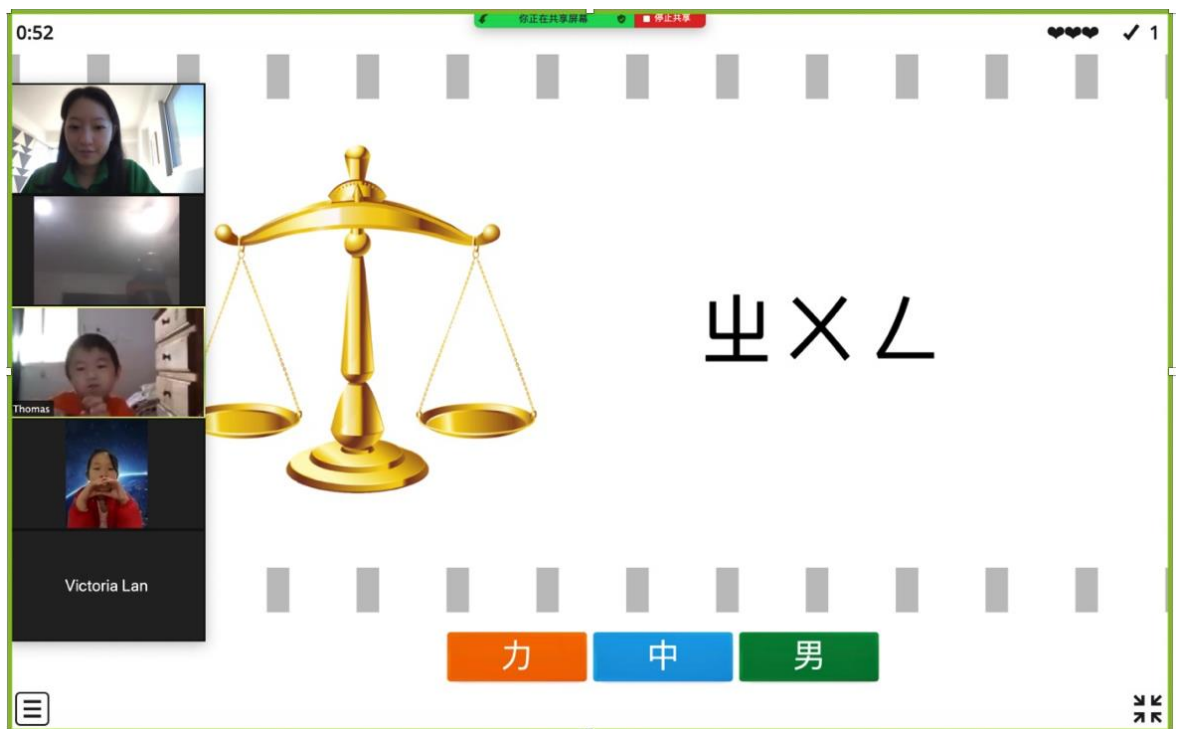 你正在共享屏幕 停止共享
0:52
✓ 1
ㄓㄨㄥ
Thomas
Victoria Lan
力 中 男